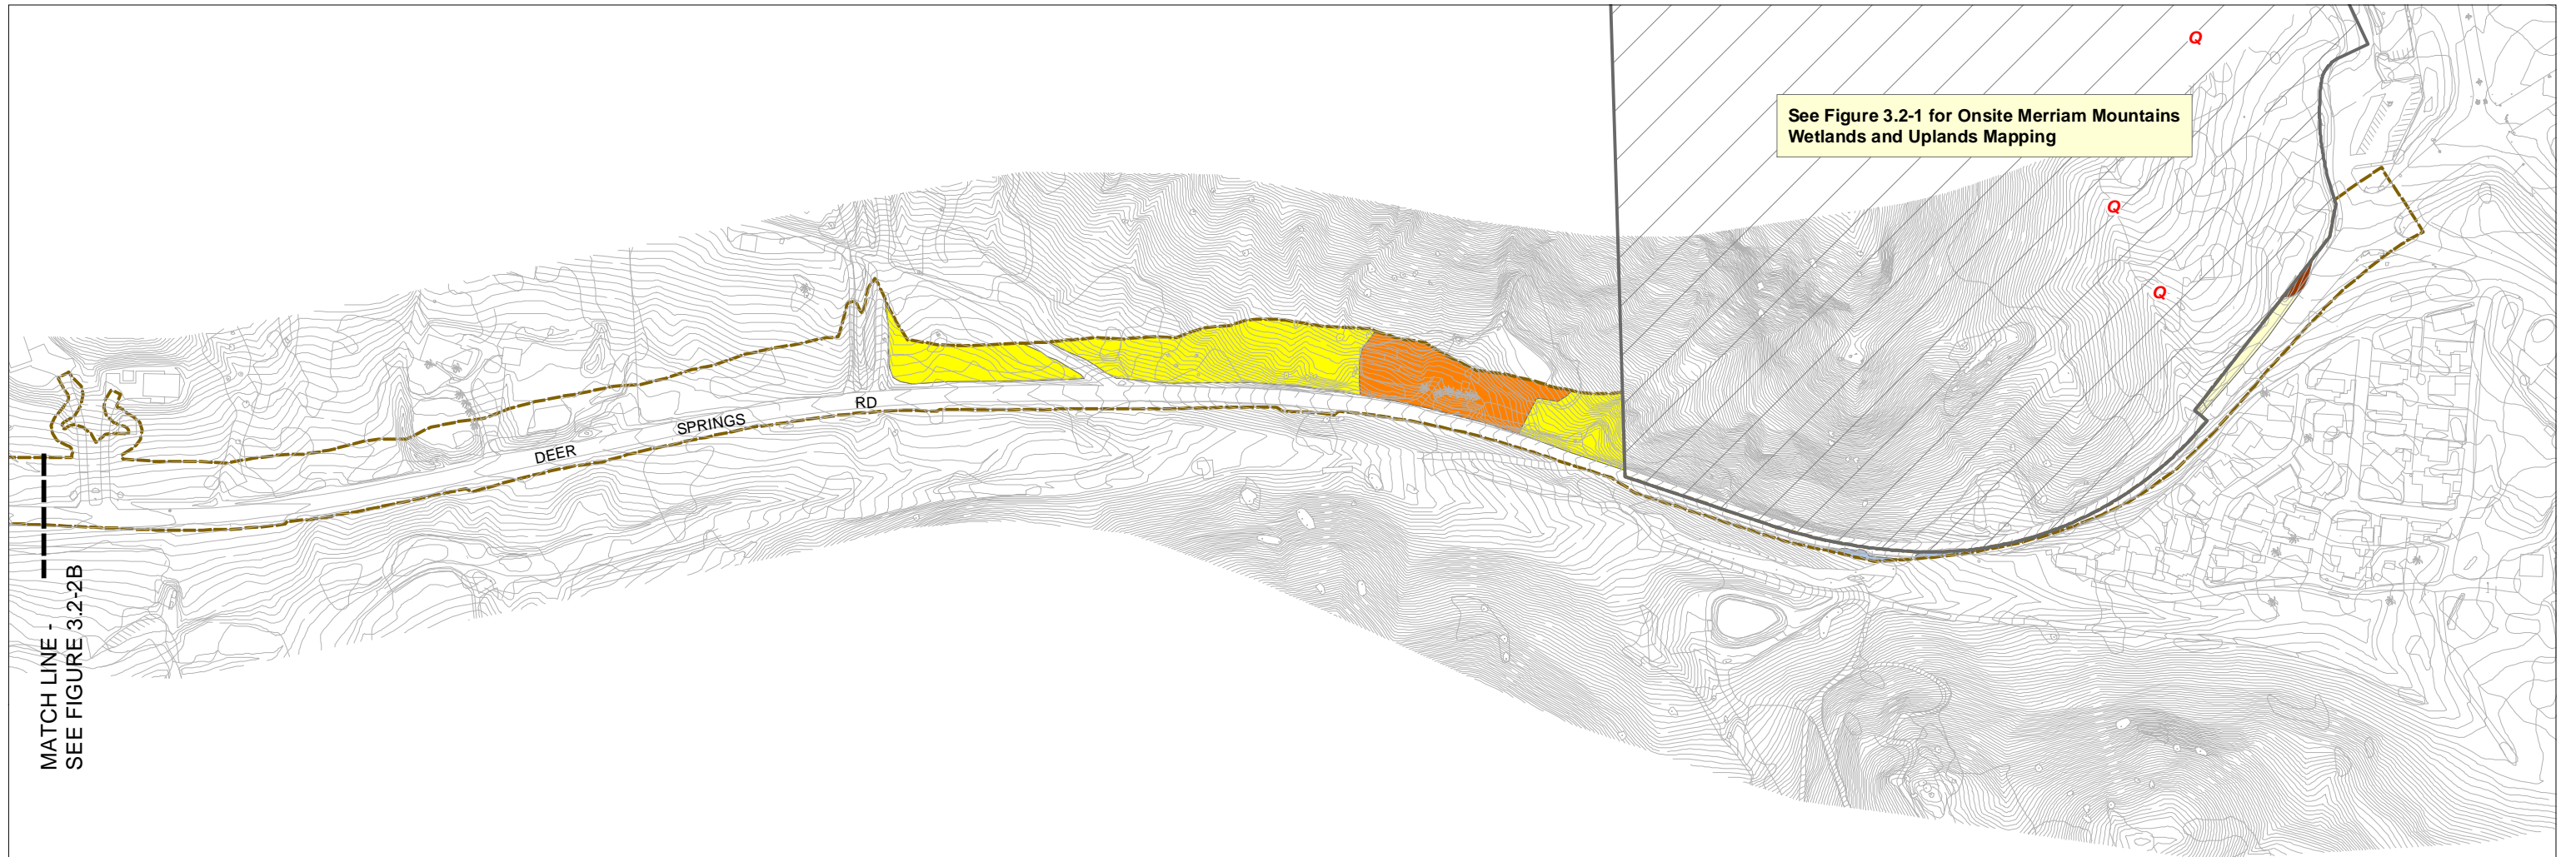 Q
See Figure 3.2-1 for Onsite Merriam Mountains
Wetlands and Uplands Mapping
Q
Q
DEER SPRINGS RD
MATCH LINE -
SEE FIGURE 3.2-2B